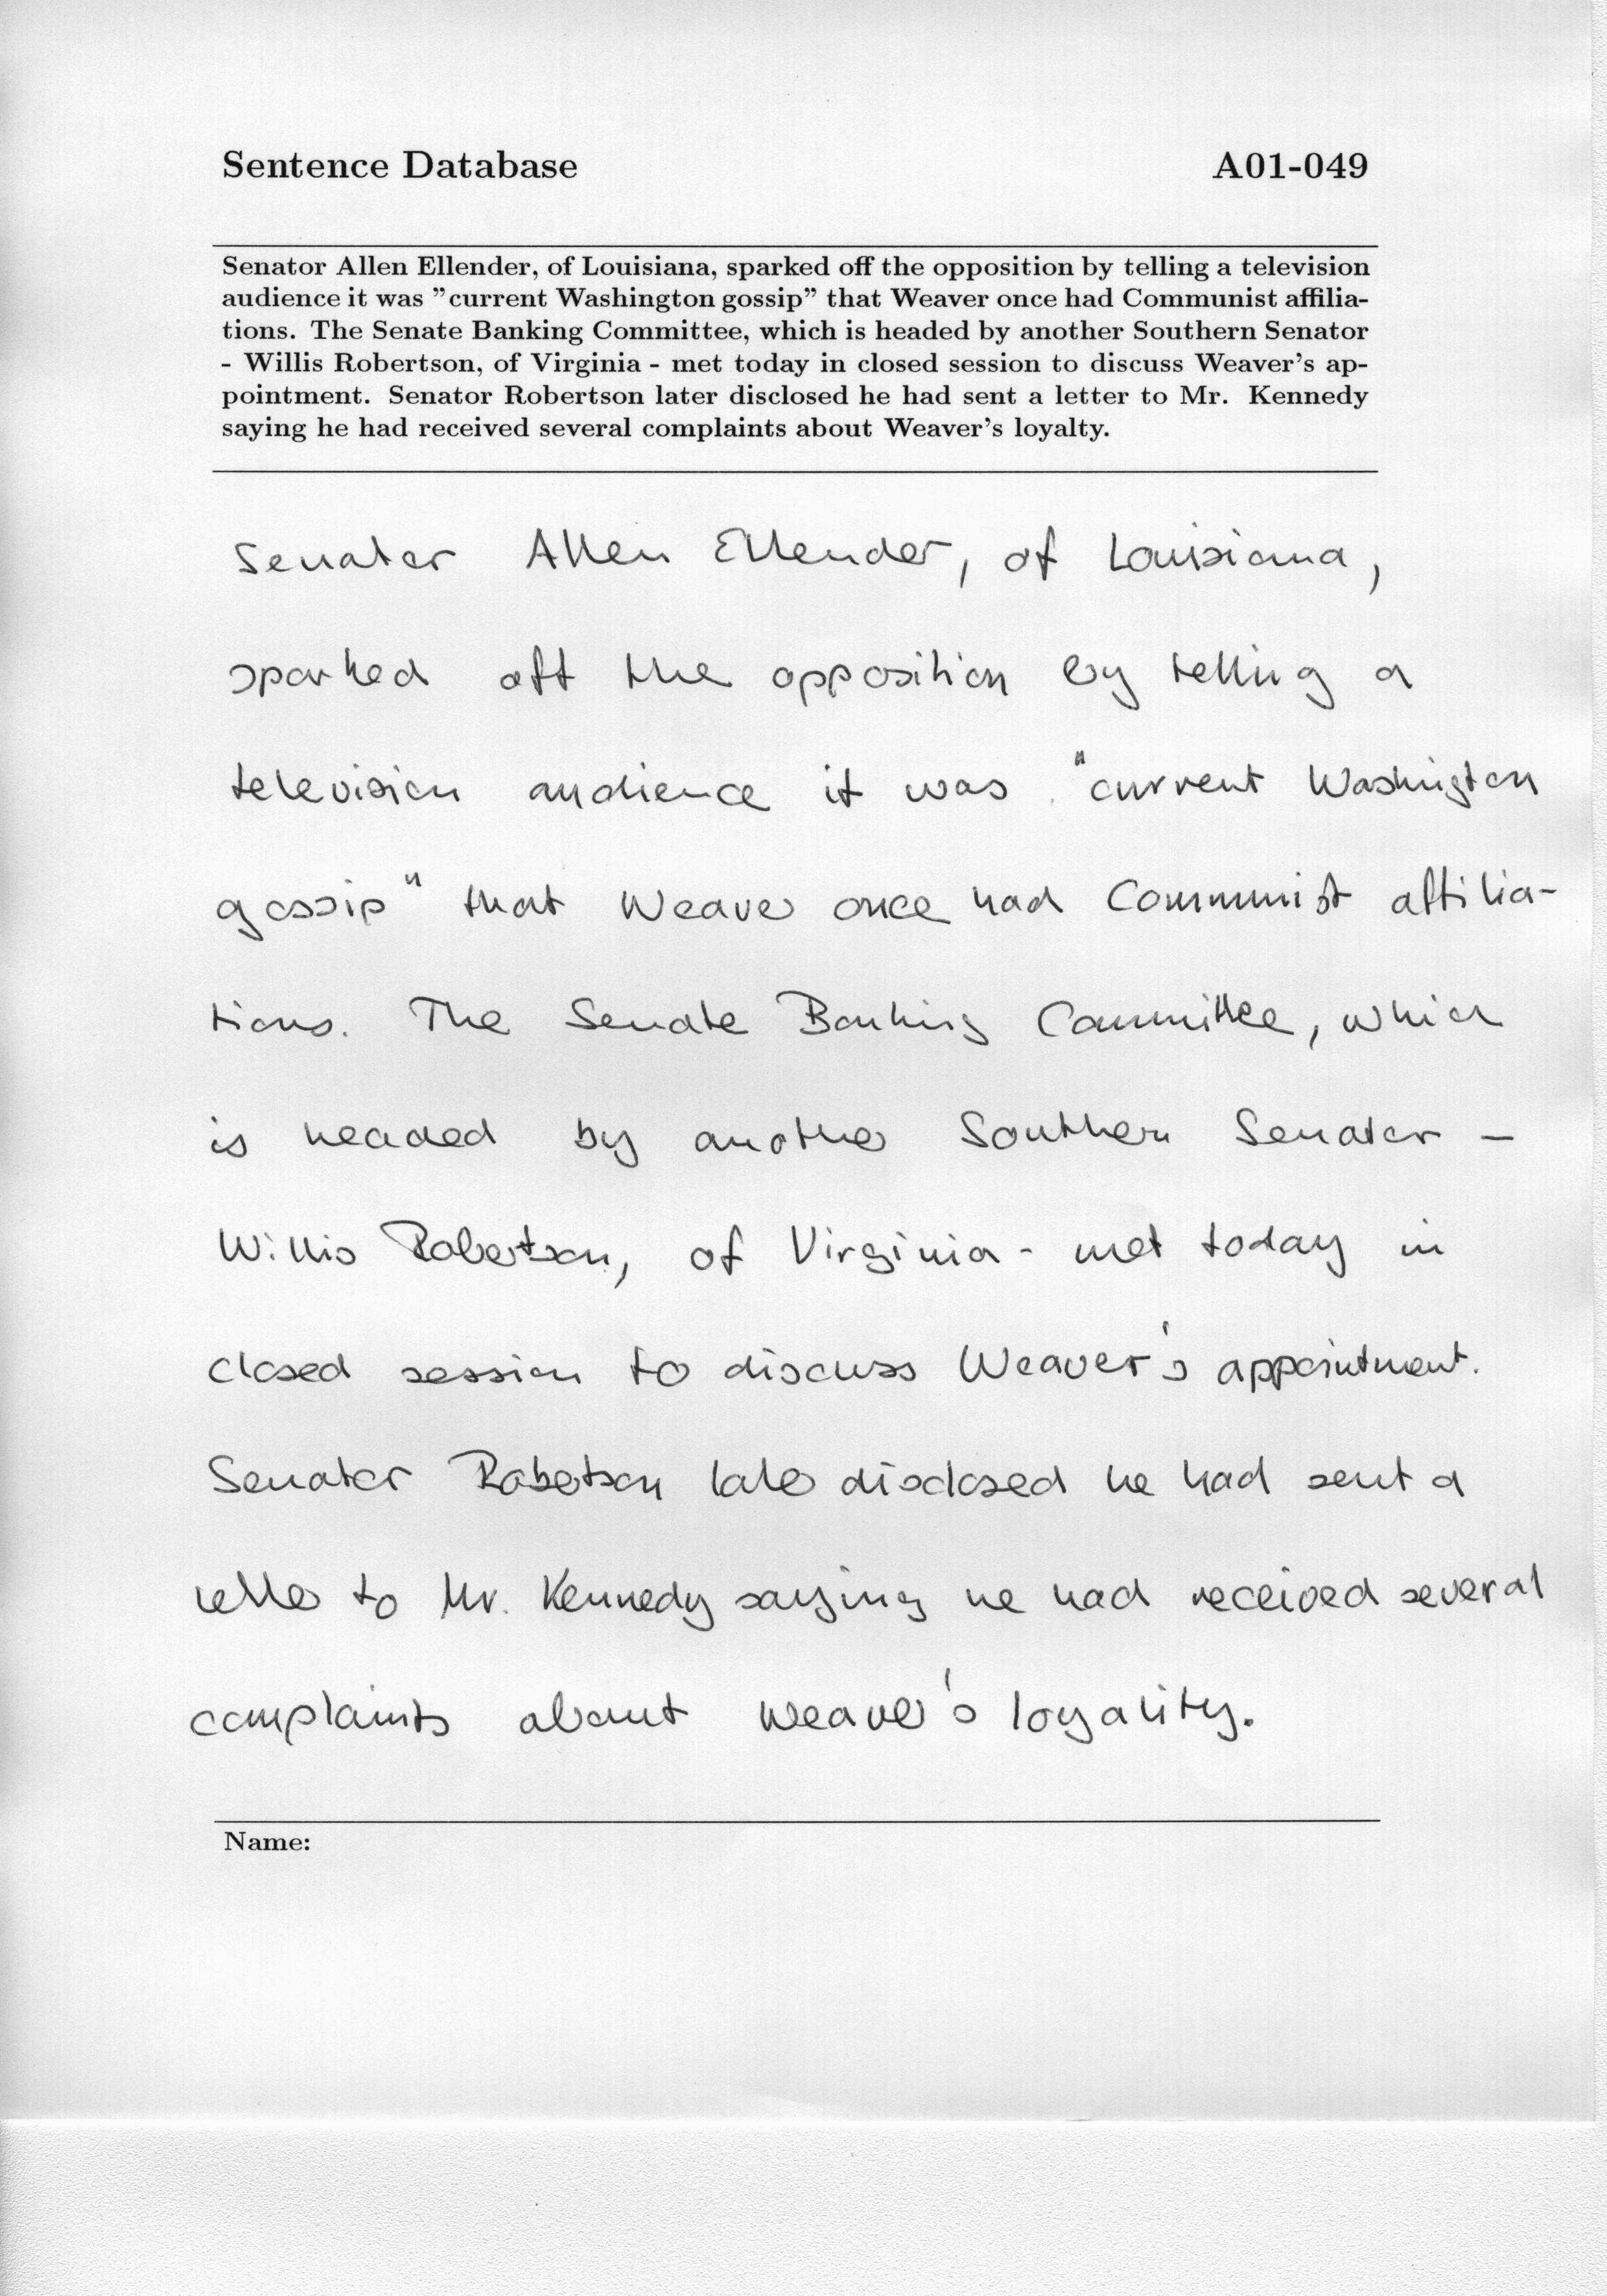 Sentence Database A01-049
Senator Allen Ellender, of Louisiana, sparked off the opposition by telling a television
audience it was ”current Washington gossip” that Weaver once had Communist affilia-
tions. The Senate Banking Committee, which is headed by another Southern Senator
- Willis Robertson, of Virginia - met today in closed session to discuss Weaver’s ap-
pointment. Senator Robertson later disclosed he had sent a letter to Mr. Kennedy
saying he had received several complaints about Weaver’s loyalty.
Senator Allen Ellender, of Louisiana,
sparked off the opposition by telling a
television audience it was "current Washington
gossip" that Weaver once had Communist affilia-
tions. The Senate Banking Committee, which
is headed by another Southern Senator -
Willis Robertson, of Virginia - met today in
closed session to discuss Weaver's appointment.
Senator Robertson later disclosed he had sent a
letter to Mr. Kennedy saying he had received several
complaints about Weaver's loyality.
Name: